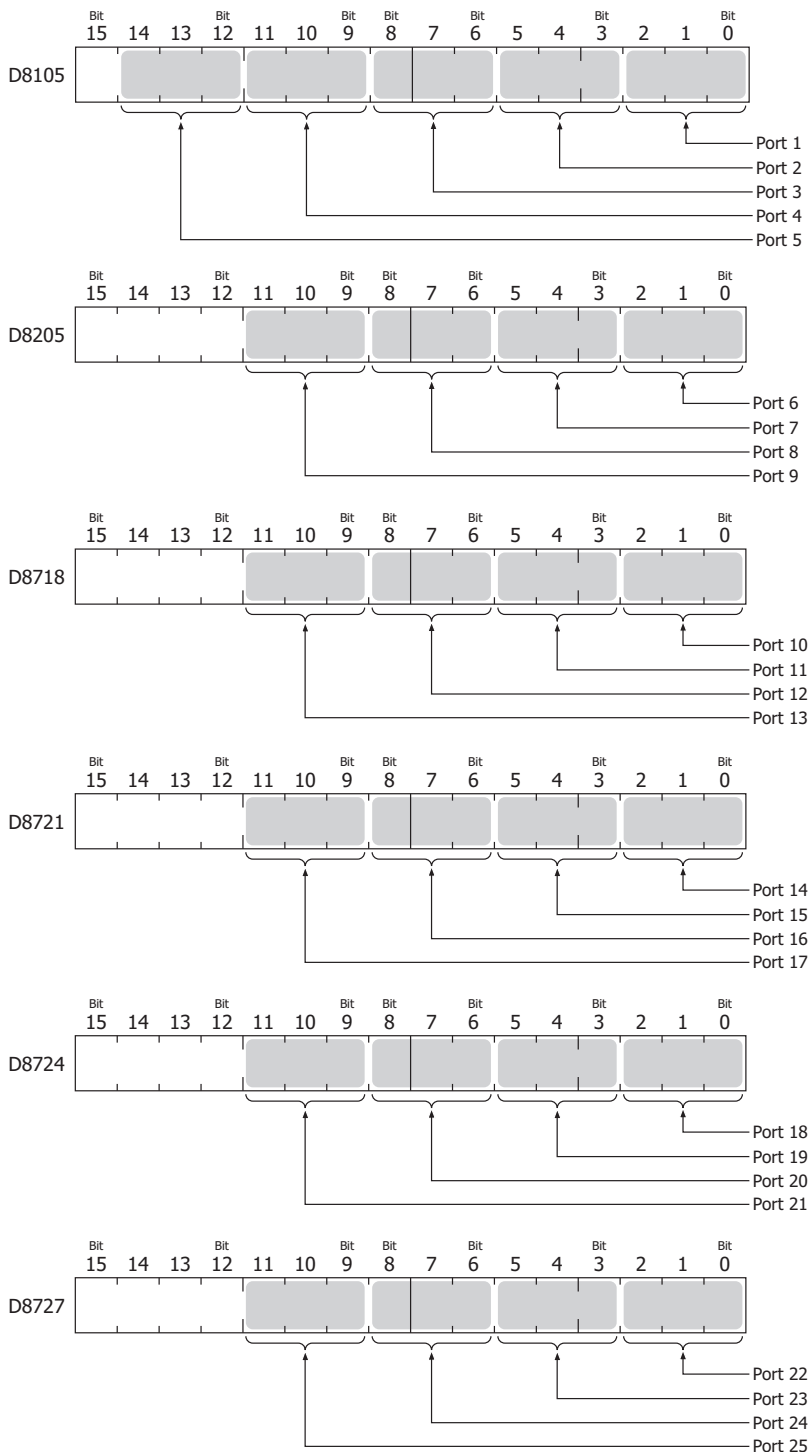 Bit Bit Bit Bit Bit Bit Bit
15 14 13 12 11 10 9 8 7 6 5 4 3 2 1 0
D8105
Port 1
Port 2
Port 3
Port 4
Port 5
Bit Bit Bit Bit Bit Bit Bit
15 14 13 12 11 10 9 8 7 6 5 4 3 2 1 0
D8205
Port 6
Port 7
Port 8
Port 9
Bit Bit Bit Bit Bit Bit Bit
15 14 13 12 11 10 9 8 7 6 5 4 3 2 1 0
D8718
Port 10
Port 11
Port 12
Port 13
Bit Bit Bit Bit Bit Bit Bit
15 14 13 12 11 10 9 8 7 6 5 4 3 2 1 0
D8721
Port 14
Port 15
Port 16
Port 17
Bit Bit Bit Bit Bit Bit Bit
15 14 13 12 11 10 9 8 7 6 5 4 3 2 1 0
D8724
Port 18
Port 19
Port 20
Port 21
Bit Bit Bit Bit Bit Bit Bit
15 14 13 12 11 10 9 8 7 6 5 4 3 2 1 0
D8727
Port 22
Port 23
Port 24
Port 25